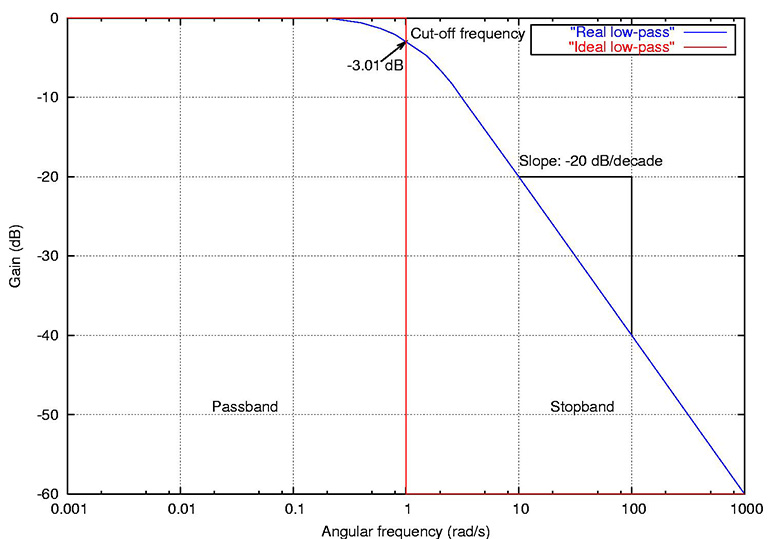 0
Cut-off frequency
"Real low-pass"
"Ideal low-pass"
-3.01 dB
-10
Slope: -20 dB/decade
-20
Gain (dB)
-30
-40
Passband
Stopband
-50
-60
0.001
0.01
0.1
1
10
100
1000
Angular frequency (rad/s)